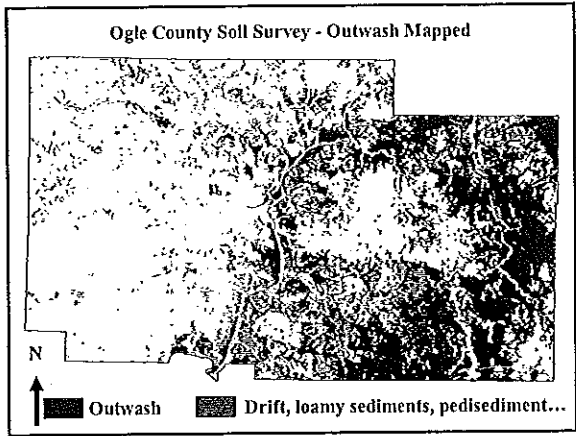 Ogle County Soil Survey - Outwash Mapped
N
Outwash
Drift, loamy sediments, pedisediment...